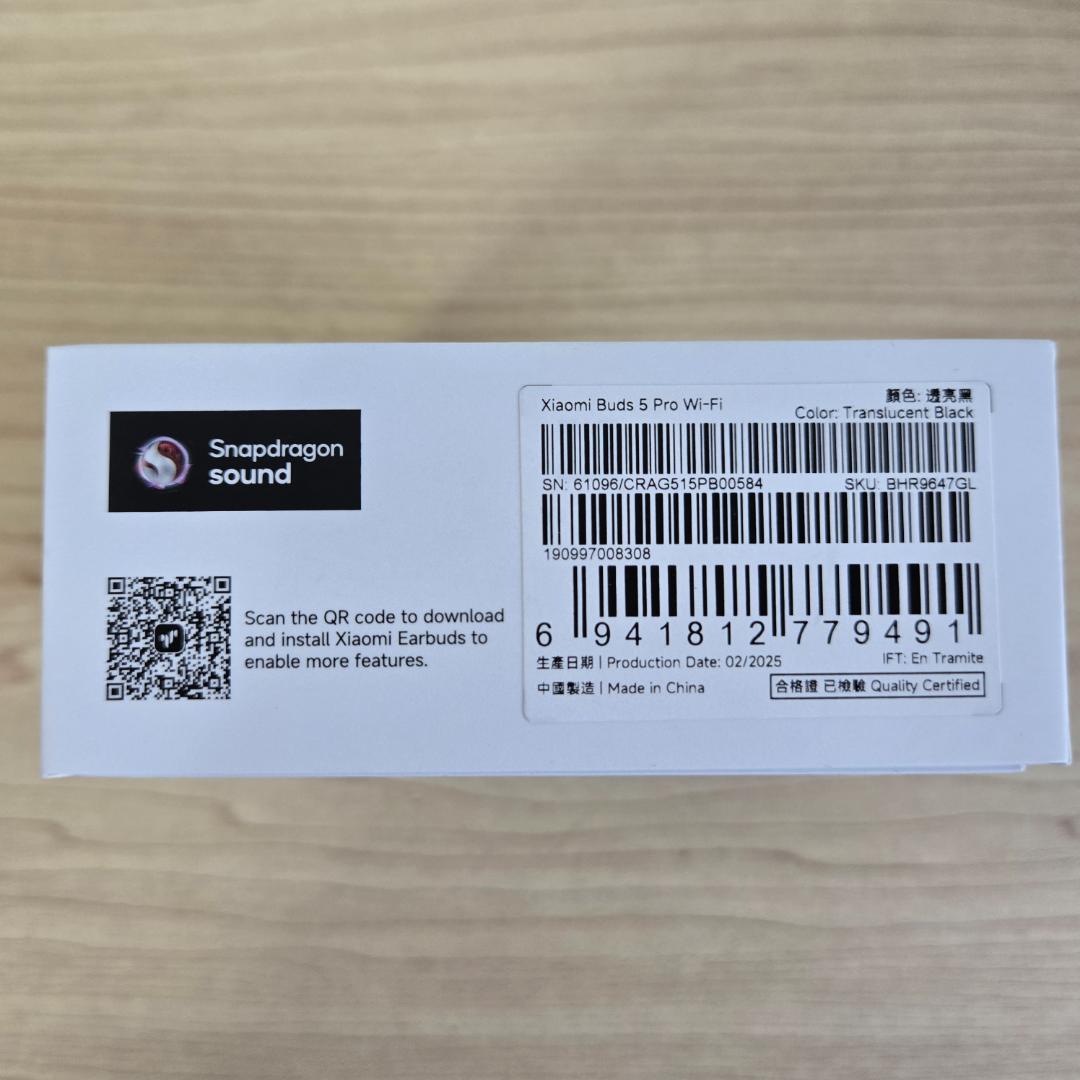 Snapdragon
sound
Scan the QR code to download
and install Xiaomi Earbuds to
enable more features.
Xiaomi Buds 5 Pro Wi-Fi
顏色: 透亮黑
Color: Translucent Black
SN: 61096/CRAG515PB00584
SKU: BHR9647GL
190997008308
6 941812 779491
生產日期 | Production Date: 02/2025
IFT: En Tramite
中國製造 | Made in China
合格證 已檢驗 Quality Certified